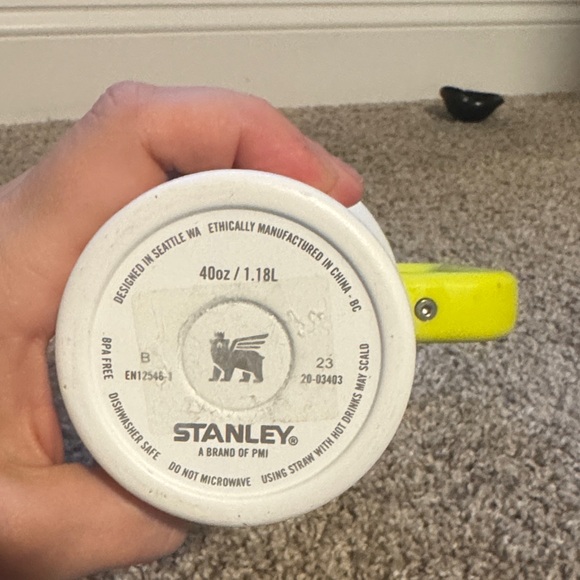 DESIGNED IN SEATTLE WA ETHICALLY MANUFACTURED IN CHINA - BC
40oz / 1.18L
B
23
EN12546-1
20-03403
STANLEY®
A BRAND OF PMI
BPA FREE DISHWASHER SAFE DO NOT MICROWAVE USING STRAW WITH HOT DRINKS MAY SCALD